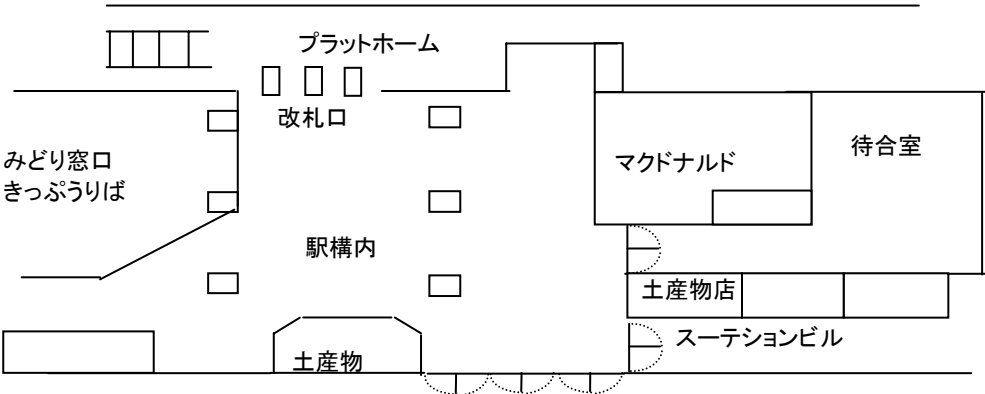 プラットホーム
改札口
みどり窓口
きっぷうりば
マクドナルド
待合室
駅構内
土産物店
スーテションビル
土産物